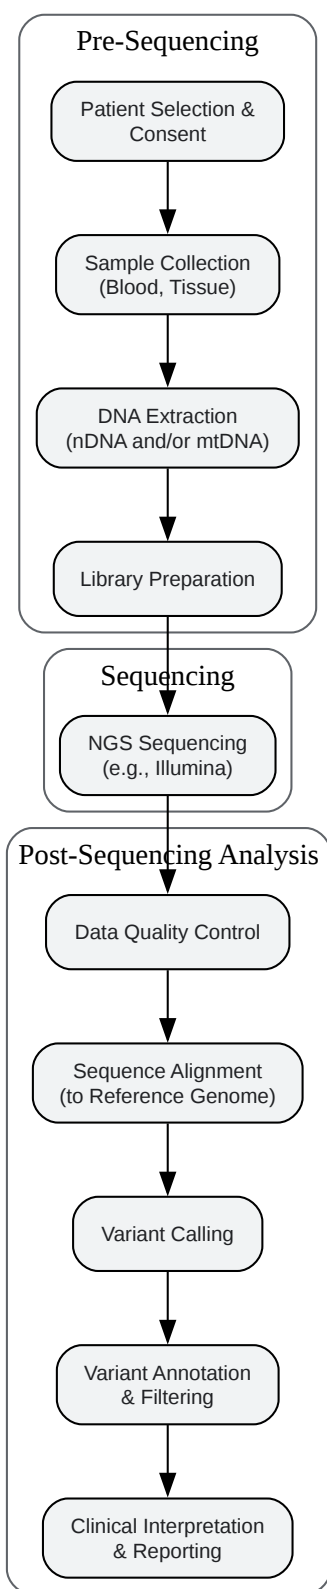 Pre-Sequencing
Patient Selection &
Consent
Sample Collection
(Blood, Tissue)
DNA Extraction
(nDNA and/or mtDNA)
Library Preparation
Sequencing
NGS Sequencing
(e.g., Illumina)
Post-Sequencing Analysis
Data Quality Control
Sequence Alignment
(to Reference Genome)
Variant Calling
Variant Annotation
& Filtering
Clinical Interpretation
& Reporting